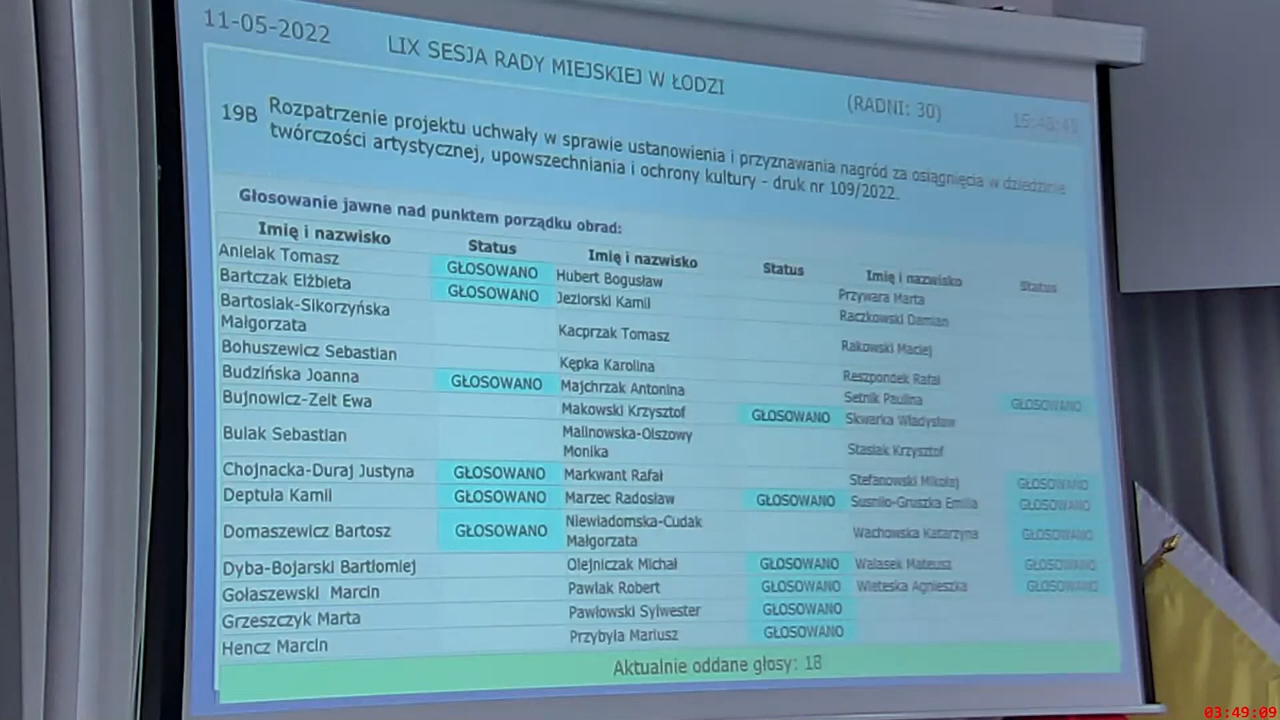 11-05-2022 LIX SESJA RADY MIEJSKIEJ W ŁODZI (RADNI: 30)
19B Rozpatrzenie projektu uchwały w sprawie ustanowienia i przyznawania nagród za osiągnięcia w dziedzinie
twórczości artystycznej, upowszechniania i ochrony kultury - druk nr 109/2022.
Głosowanie jawne nad punktem porządku obrad:
Imię i nazwisko Status Imię i nazwisko Status Imię i nazwisko Status
Anielak Tomasz GŁOSOWANO Hubert Bogusław Przywara Marta
Bartczak Elżbieta GŁOSOWANO Jeziorski Kamil Raczkowski Damian
Bartosiak-Sikorzyńska
Małgorzata Kacprzak Tomasz Rakowski Maciej
Bohuszewicz Sebastian Kępka Karolina Reszpondek Rafał
Budzińska Joanna GŁOSOWANO Majchrzak Antonina Setnik Paulina GŁOSOWANO
Bujnowicz-Zelt Ewa Makowski Krzysztof GŁOSOWANO Skwarka Władysław
Bulak Sebastian Malinowska-Olszowy
Monika Stasiak Krzysztof
Chojnacka-Duraj Justyna GŁOSOWANO Markwant Rafał Stefanowski Mikołaj GŁOSOWANO
Deptuła Kamil GŁOSOWANO Marzec Radosław GŁOSOWANO Susniło-Gruszka Emilia GŁOSOWANO
Domaszewicz Bartosz GŁOSOWANO Niewiadomska-Cudak
Małgorzata Wachowska Katarzyna GŁOSOWANO
Dyba-Bojarski Bartłomiej Olejniczak Michał GŁOSOWANO Walasek Mateusz GŁOSOWANO
Gołaszewski Marcin Pawlak Robert GŁOSOWANO Wieteska Agnieszka GŁOSOWANO
Grzeszczyk Marta Pawłowski Sylwester GŁOSOWANO
Hencz Marcin Przybyła Mariusz GŁOSOWANO
Aktualnie oddane głosy: 18
03:49:09